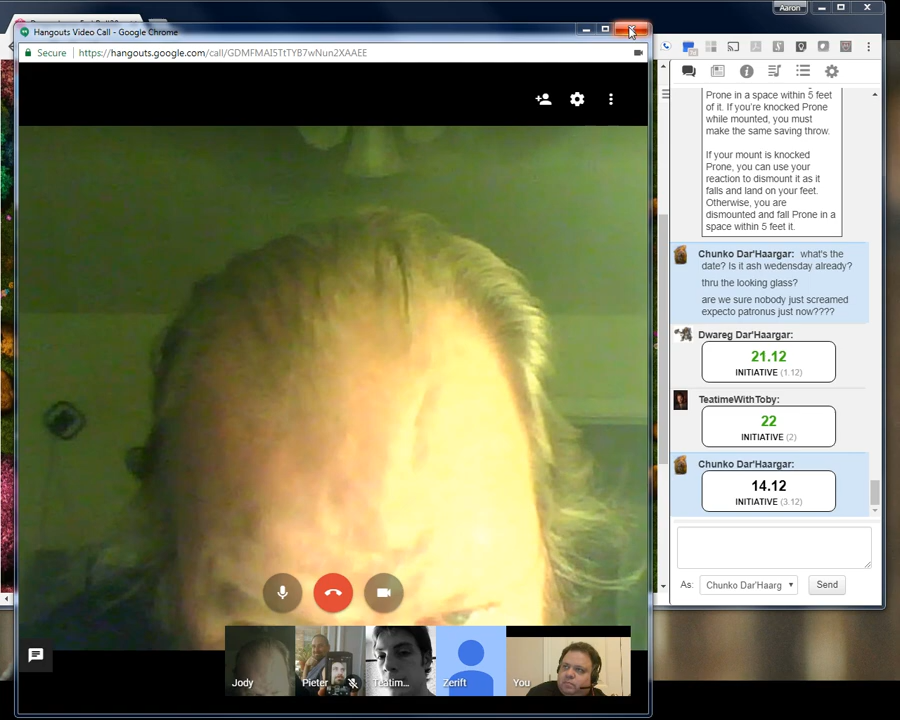 Aaron
Hangouts Video Call - Google Chrome
Secure
https://hangouts.google.com/call/GDMFMAI5TtTYB7wNun2XAAEE
Prone in a space within 5 feet
of it. If you're knocked Prone
while mounted, you must
make the same saving throw.
If your mount is knocked
Prone, you can use your
reaction to dismount it as it
falls and land on your feet.
Otherwise, you are
dismounted and fall Prone in a
space within 5 feet it.
Chunko Dar'Haargar: what's the
date? Is it ash wedensday already?
thru the looking glass?
are we sure nobody just screamed
expecto patronus just now????
Dwareg Dar'Haargar:
21.12
INITIATIVE (1.12)
TeatimeWithToby:
22
INITIATIVE (2)
Chunko Dar'Haargar:
14.12
INITIATIVE (3.12)
As: Chunko Dar'Haarg
Send
Jody
Pieter
Teatim...
Zerift
You